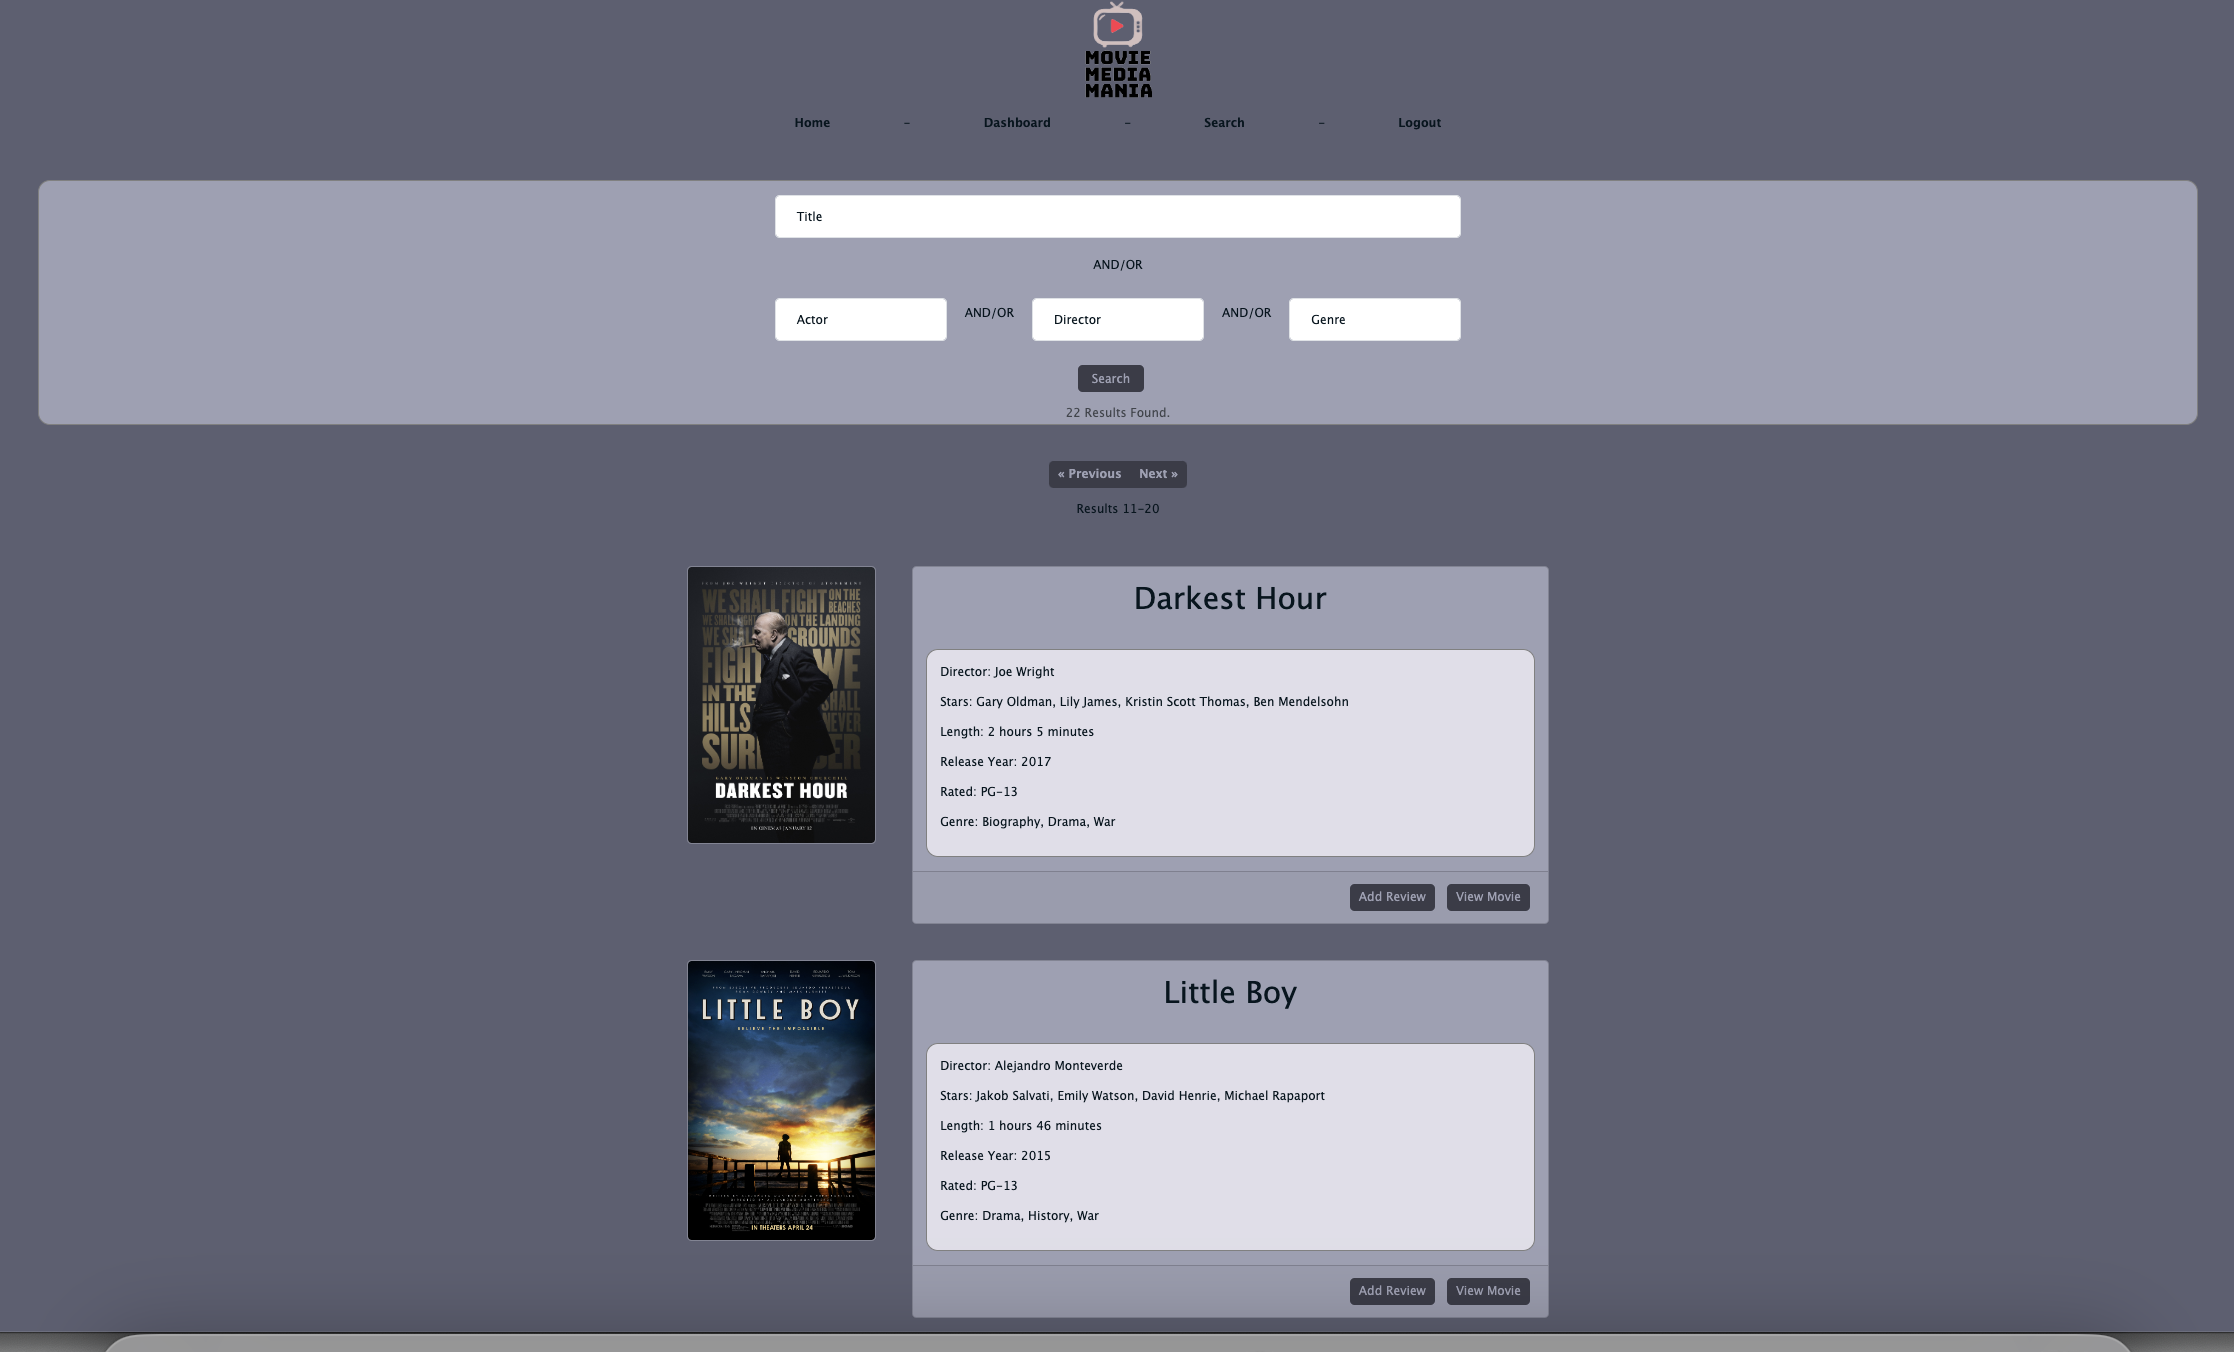 MOVIE
MEDIA
MANIA
Home - Dashboard - Search - Logout
Title
AND/OR
Actor AND/OR Director AND/OR Genre
Search
22 Results Found.
« Previous Next »
Results 11-20
WE SHALL FIGHT ON THE
BEACHES
WE SHALL FIGHT ON THE LANDING
GROUNDS
FIGHT WE
IN THE SHALL
HILLS NEVER
DARKEST HOUR
IN CINEMAS JANUARY 12
Darkest Hour
Director: Joe Wright
Stars: Gary Oldman, Lily James, Kristin Scott Thomas, Ben Mendelsohn
Length: 2 hours 5 minutes
Release Year: 2017
Rated: PG-13
Genre: Biography, Drama, War
Add Review View Movie
LITTLE BOY
BELIEVE THE IMPOSSIBLE
IN THEATERS APRIL 24
Little Boy
Director: Alejandro Monteverde
Stars: Jakob Salvati, Emily Watson, David Henrie, Michael Rapaport
Length: 1 hours 46 minutes
Release Year: 2015
Rated: PG-13
Genre: Drama, History, War
Add Review View Movie